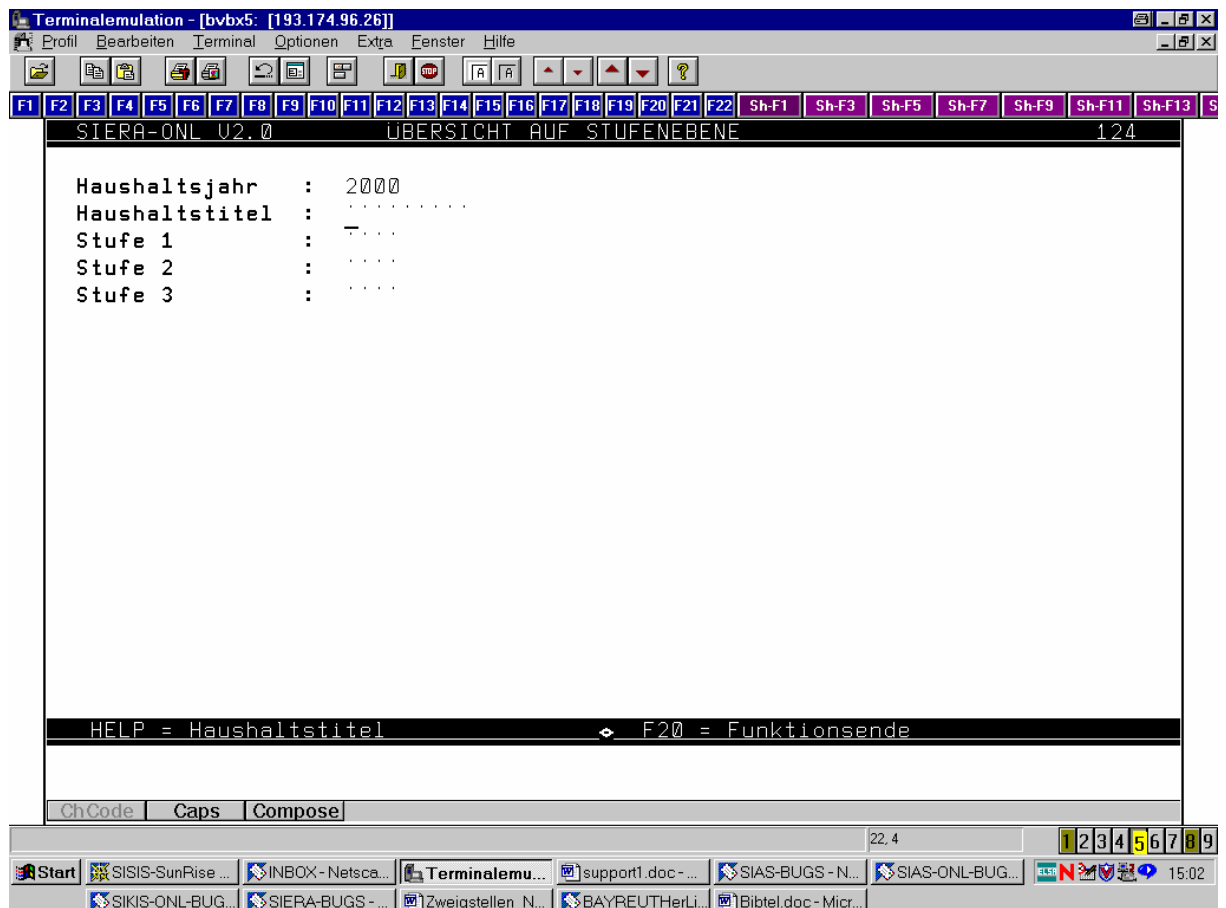 Terminalemulation - [bvbx5: [193.174.96.26]]
Profil Bearbeiten Terminal Optionen Extra Fenster Hilfe
F1 F2 F3 F4 F5 F6 F7 F8 F9 F10 F11 F12 F13 F14 F15 F16 F17 F18 F19 F20 F21 F22 Sh-F1 Sh-F3 Sh-F5 Sh-F7 Sh-F9 Sh-F11 Sh-F13 S
SIERA-ONL V2.0 ÜBERSICHT AUF STUFENEBENE 124
Haushaltsjahr : 2000
Haushaltstitel : .........
Stufe 1 : ....
Stufe 2 : ....
Stufe 3 : ....
HELP = Haushaltstitel F20 = Funktionsende
ChCode Caps Compose
22, 4 1 2 3 4 5 6 7 8 9
Start SISIS-SunRise ... INBOX - Netsca... Terminalemu... support1.doc - ... SIAS-BUGS - N... SIAS-ONL-BUG... 15:02
SIKIS-ONL-BUG... SIERA-BUGS - ... Zweigstellen_N... BAYREUTHerLi... Bibtel.doc - Micr...